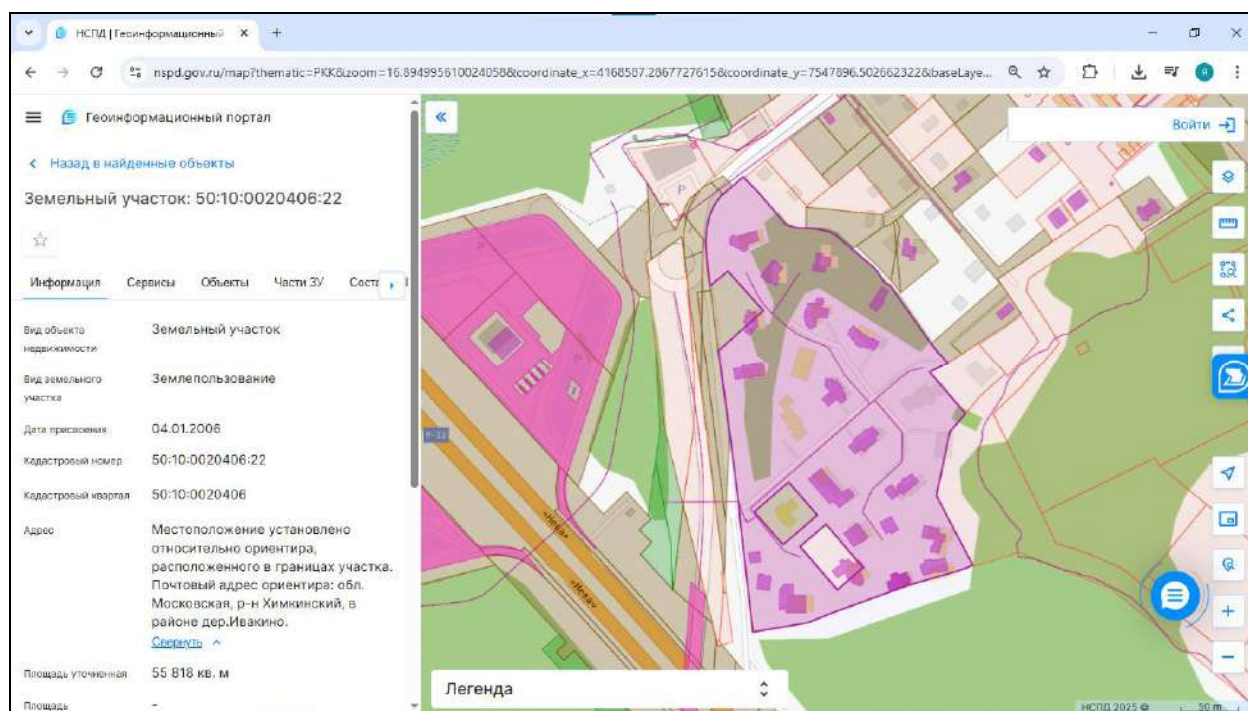 НСПД | Геоинформационный
nspd.gov.ru/map?thematic=PKK&zoom=16.894995610024058&coordinate_x=4168587.2867727615&coordinate_y=7547896.502662322&baseLaye...
Я
Геоинформационный портал
Войти
Назад в найденные объекты
Земельный участок: 50:10:0020406:22
Информация Сервисы Объекты Части ЗУ
Вид объекта недвижимости
Земельный участок
Вид земельного участка
Землепользование
Дата присвоения
04.01.2006
Кадастровый номер
50:10:0020406:22
Кадастровый квартал
50:10:0020406
Адрес
Местоположение установлено
относительно ориентира,
расположенного в границах участка.
Почтовый адрес ориентира: обл.
Московская, р-н Химкинский, в
районе дер.Ивакино.
Свернуть
Площадь уточненная
55 818 кв. м
Площадь
-
P
М-11
«Нева»
«Нева»
Легенда
НСПД 2025 ©
30 m